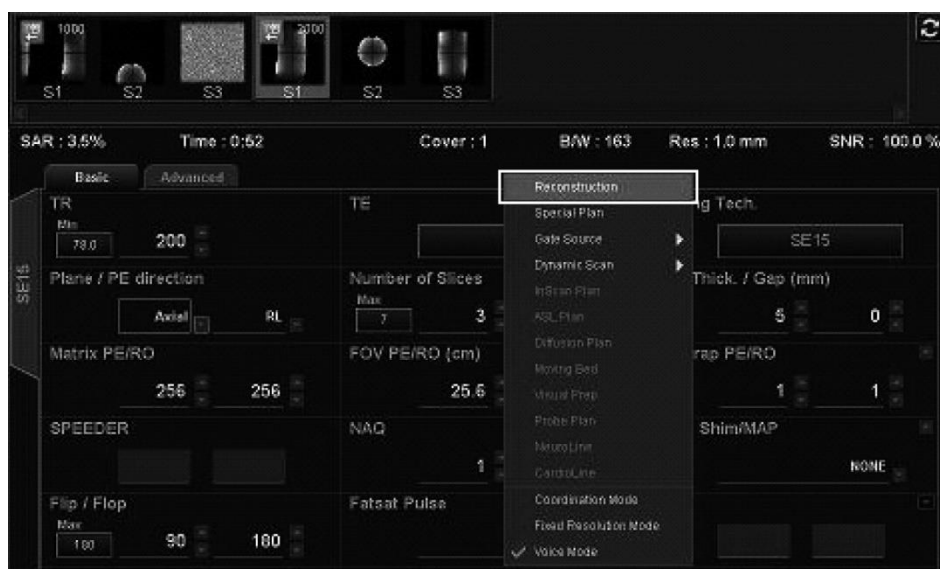 1000 2000
S1 S2 S3 S1 S2 S3
SAR : 3.5% Time : 0:52 Cover : 1 B/W : 163 Res : 1.0 mm SNR : 100.0 %
Basic Advanced
Reconstruction
TR TE g Tech.
Min
78.0 200 Special Plan
Gate Source SE15
SE15
Plane / PE direction Number of Slices Dynamic Scan Thick. / Gap (mm)
Max InScan Plan
Axial RL 7 3 ASL Plan 5 0
Matrix PE/RO FOV PE/RO (cm) Diffusion Plan rap PE/RO
Moving Bed
256 256 25.6 Visual Prep 1 1
SPEEDER NAQ Probe Plan Shim/MAP
NeuroLine
1 CardioLine NONE
Flip / Flop Fatsat Pulse Coordination Mode
Max Fixed Resolution Mode
180 90 180 Voice Mode